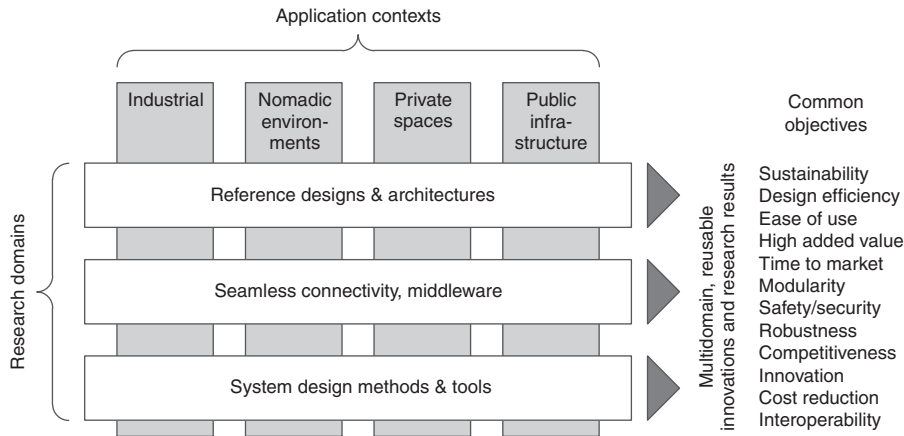 Application contexts
Industrial
Nomadic
environ-
ments
Private
spaces
Public
infra-
structure
Common
objectives
Research domains
Reference designs & architectures
Seamless connectivity, middleware
System design methods & tools
Multidomain, reusable
innovations and research results
Sustainability
Design efficiency
Ease of use
High added value
Time to market
Modularity
Safety/security
Robustness
Competitiveness
Innovation
Cost reduction
Interoperability